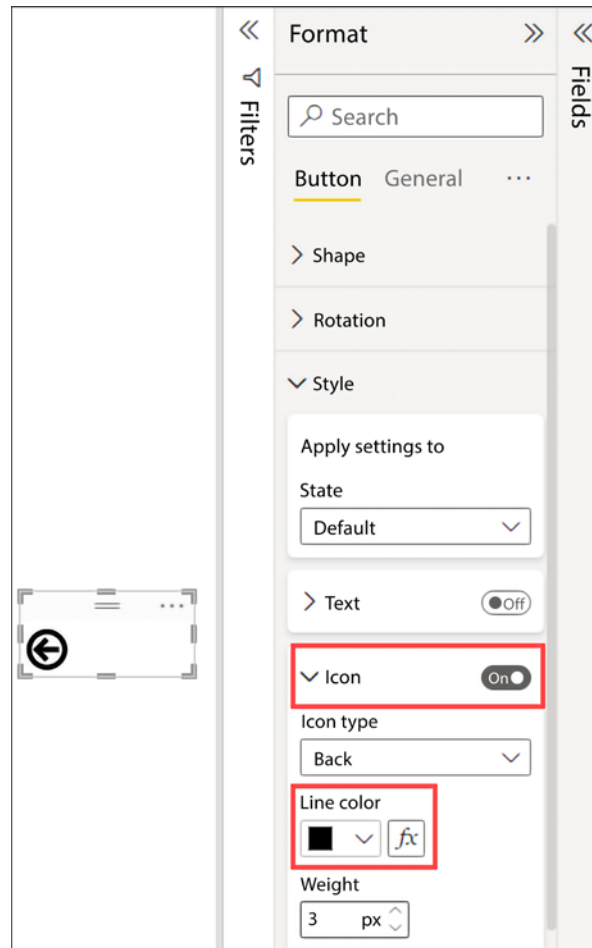 Format
Filters
Fields
Search
Button General ...
Shape
Rotation
Style
Apply settings to
State
Default
Text Off
Icon On
Icon type
Back
Line color
fx
Weight
3 px